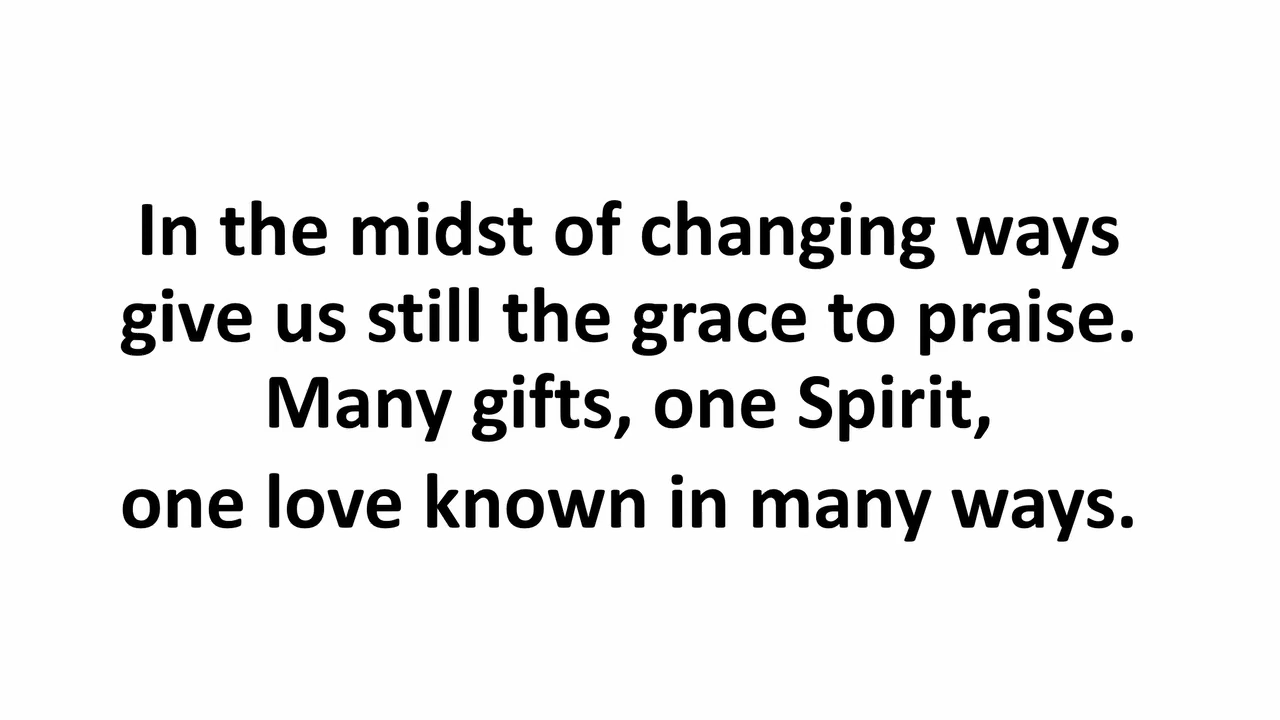 In the midst of changing ways
give us still the grace to praise.
Many gifts, one Spirit,
one love known in many ways.